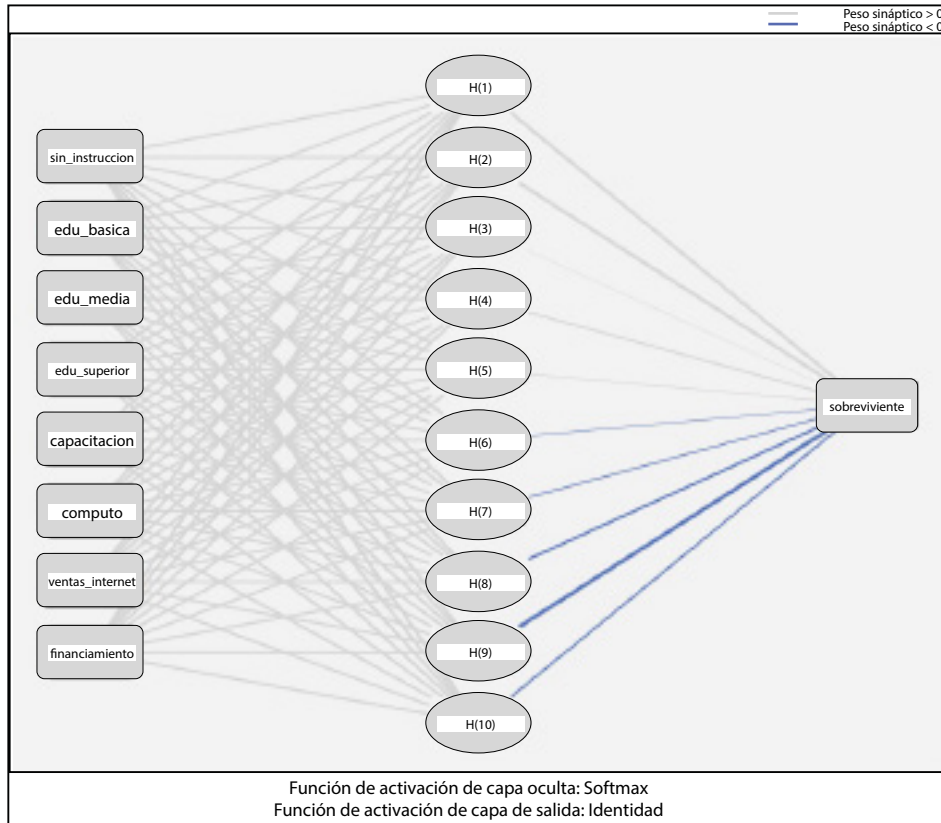 Peso sináptico > 0
Peso sináptico < 0
H(1)
sin_instruccion
H(2)
edu_basica
H(3)
edu_media
H(4)
edu_superior
H(5)
sobreviviente
capacitacion
H(6)
computo
H(7)
ventas_internet
H(8)
financiamiento
H(9)
H(10)
Función de activación de capa oculta: Softmax
Función de activación de capa de salida: Identidad